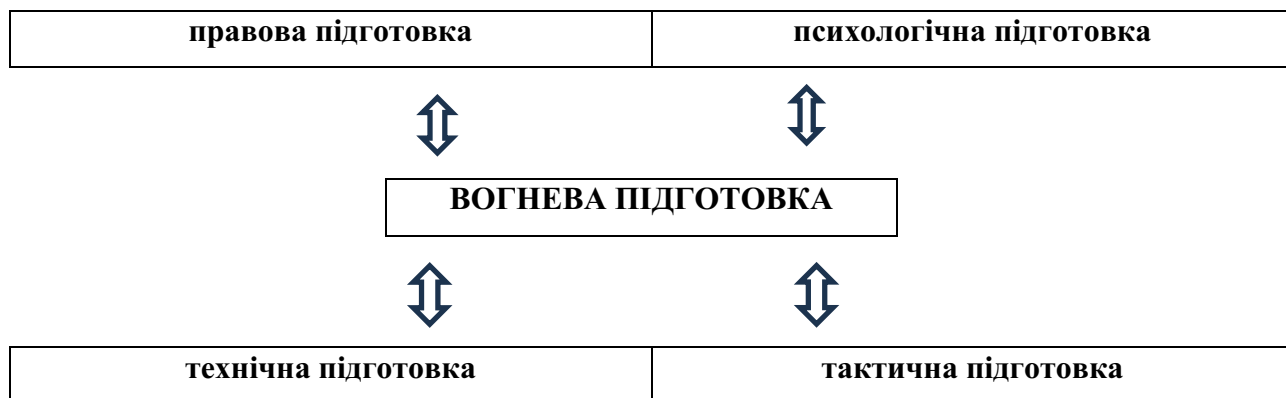 правова підготовка
психологічна підготовка
ВОГНЕВА ПІДГОТОВКА
технічна підготовка
тактична підготовка